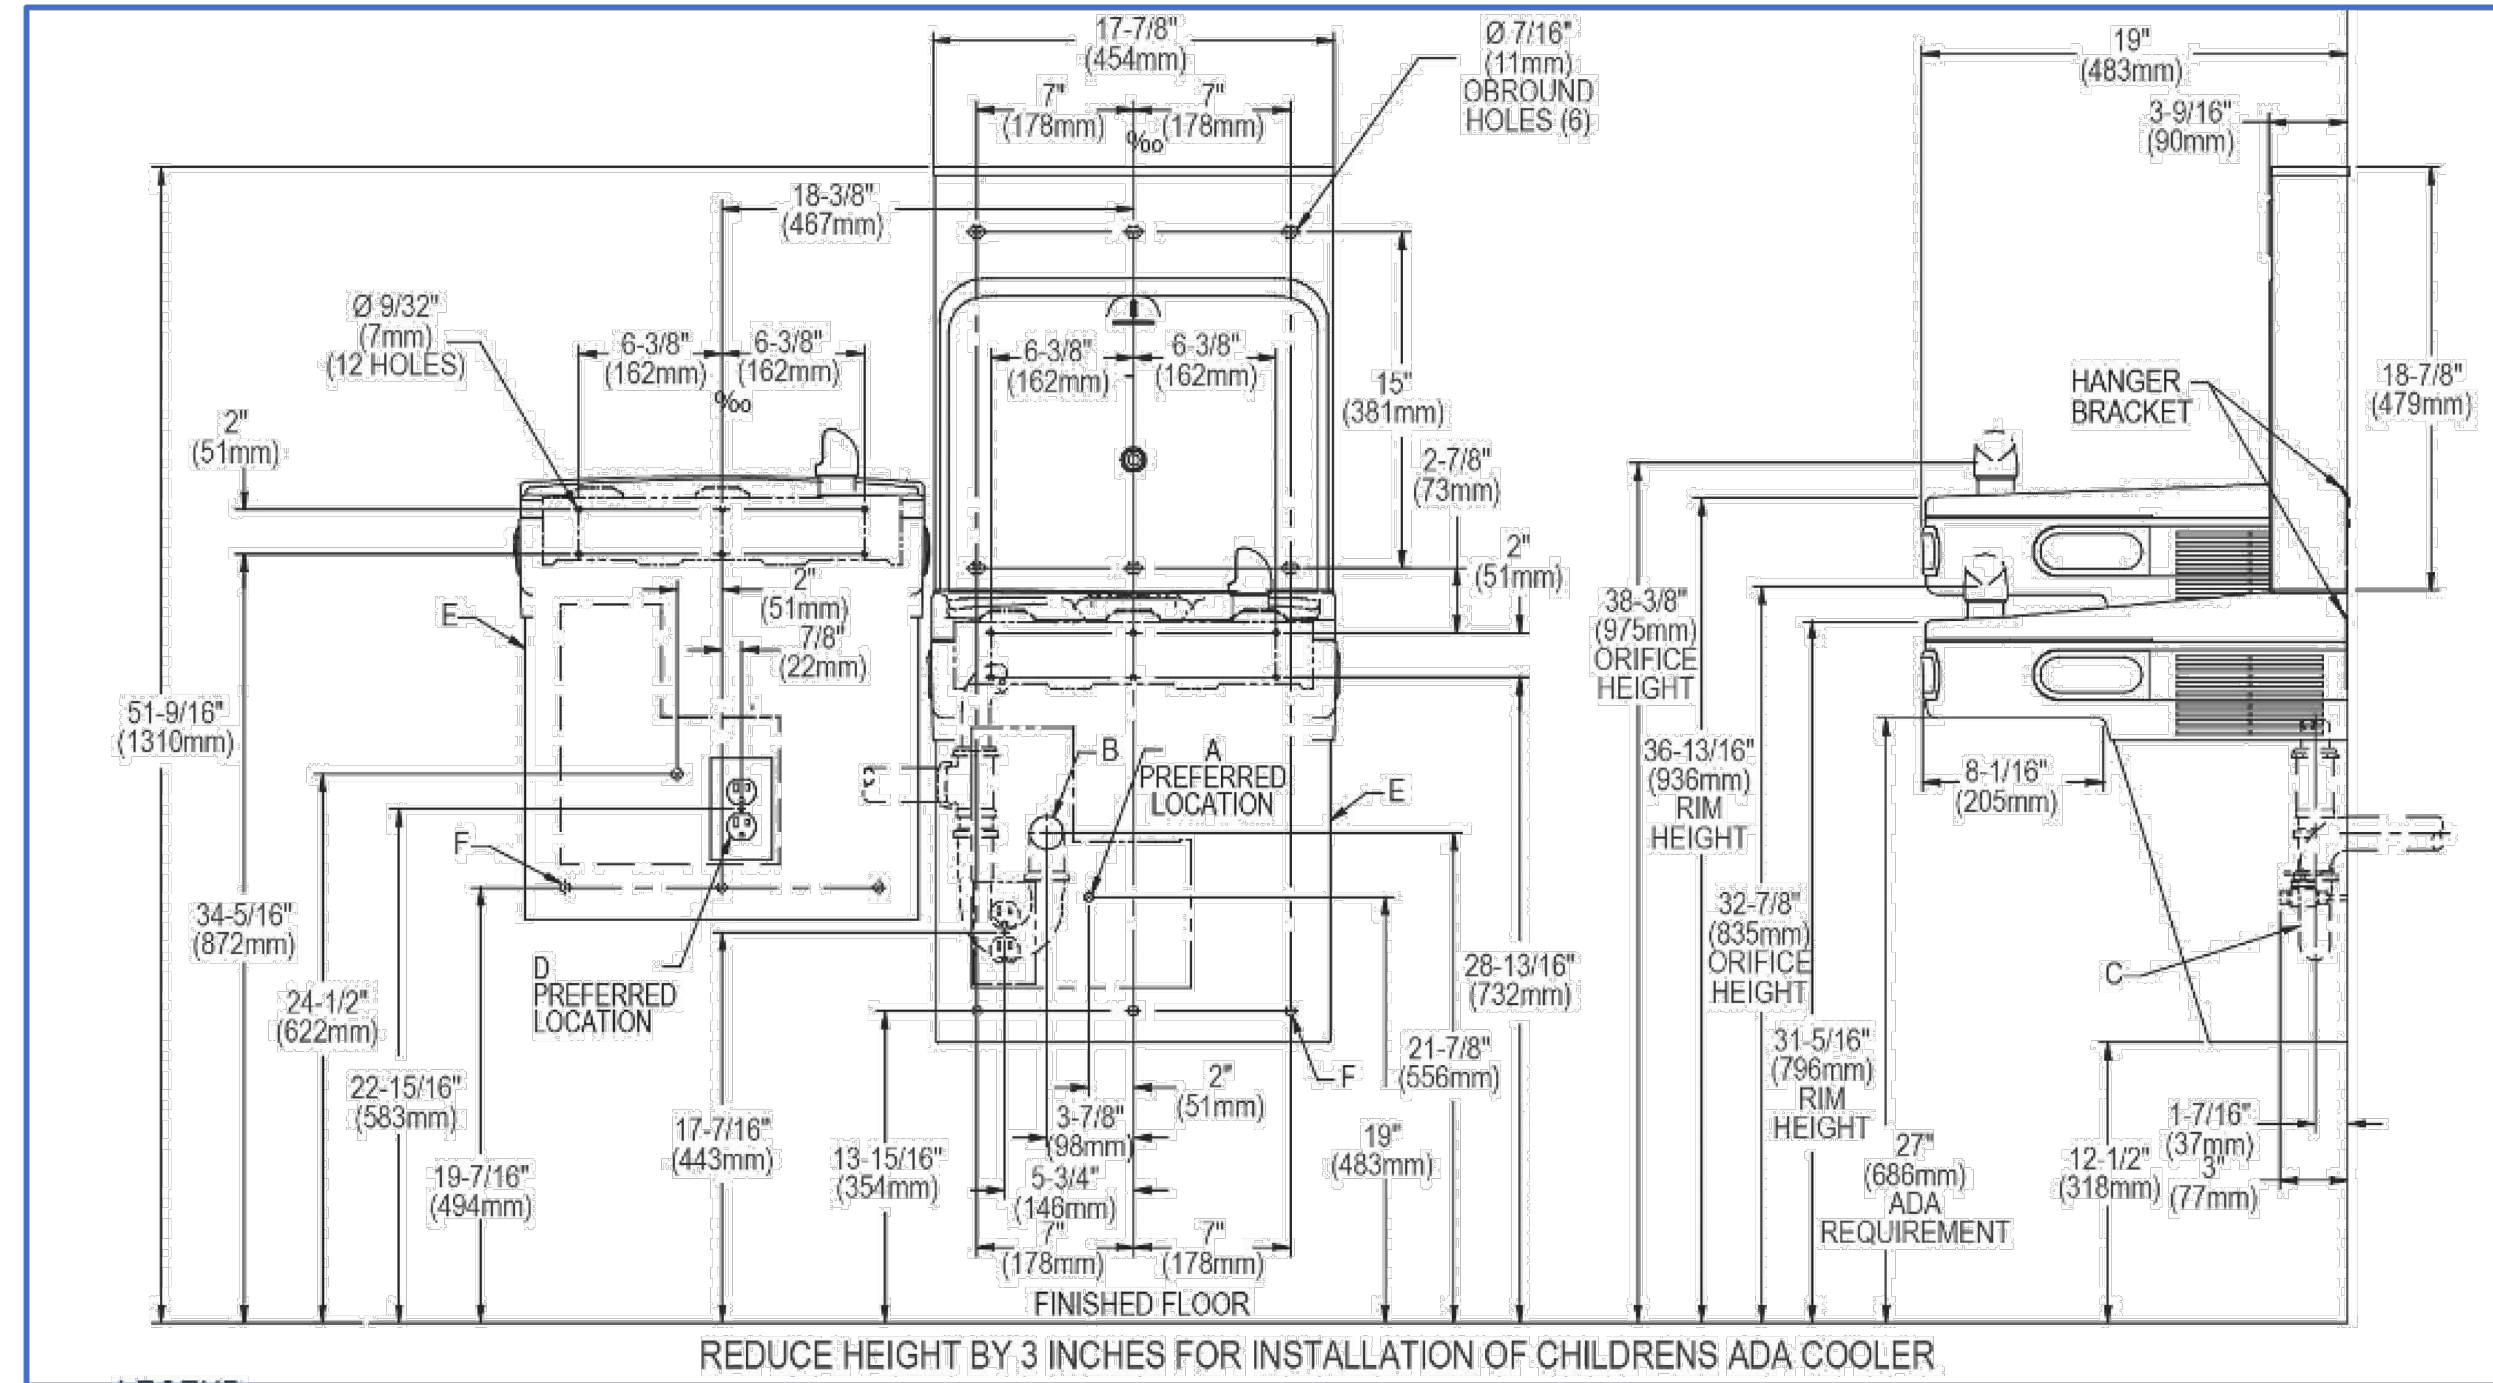 17-7/8"
(454mm)
Ø 7/16"
(11mm)
OBROUND
HOLES (6)
19"
(483mm)
7"
(178mm)
7"
(178mm)
‰
3-9/16"
(90mm)
18-3/8"
(467mm)
Ø 9/32"
(7mm)
(12 HOLES)
6-3/8"
(162mm)
6-3/8"
(162mm)
‰
6-3/8"
(162mm)
6-3/8"
(162mm)
15"
(381mm)
HANGER
BRACKET
18-7/8"
(479mm)
2"
(51mm)
2-7/8"
(73mm)
2"
(51mm)
2"
(51mm)
7/8"
(22mm)
E
38-3/8"
(975mm)
ORIFICE
HEIGHT
51-9/16"
(1310mm)
B
A
PREFERRED
LOCATION
E
36-13/16"
(936mm)
RIM
HEIGHT
8-1/16"
(205mm)
F
34-5/16"
(872mm)
32-7/8"
(835mm)
ORIFICE
HEIGHT
C
D
PREFERRED
LOCATION
24-1/2"
(622mm)
28-13/16"
(732mm)
21-7/8"
(556mm)
F
31-5/16"
(796mm)
RIM
HEIGHT
22-15/16"
(583mm)
2"
(51mm)
3-7/8"
(98mm)
17-7/16"
(443mm)
13-15/16"
(354mm)
19"
(483mm)
1-7/16"
(37mm)
3"
(77mm)
12-1/2"
(318mm)
27"
(686mm)
ADA
REQUIREMENT
19-7/16"
(494mm)
5-3/4"
(146mm)
7"
(178mm)
7"
(178mm)
FINISHED FLOOR
REDUCE HEIGHT BY 3 INCHES FOR INSTALLATION OF CHILDRENS ADA COOLER